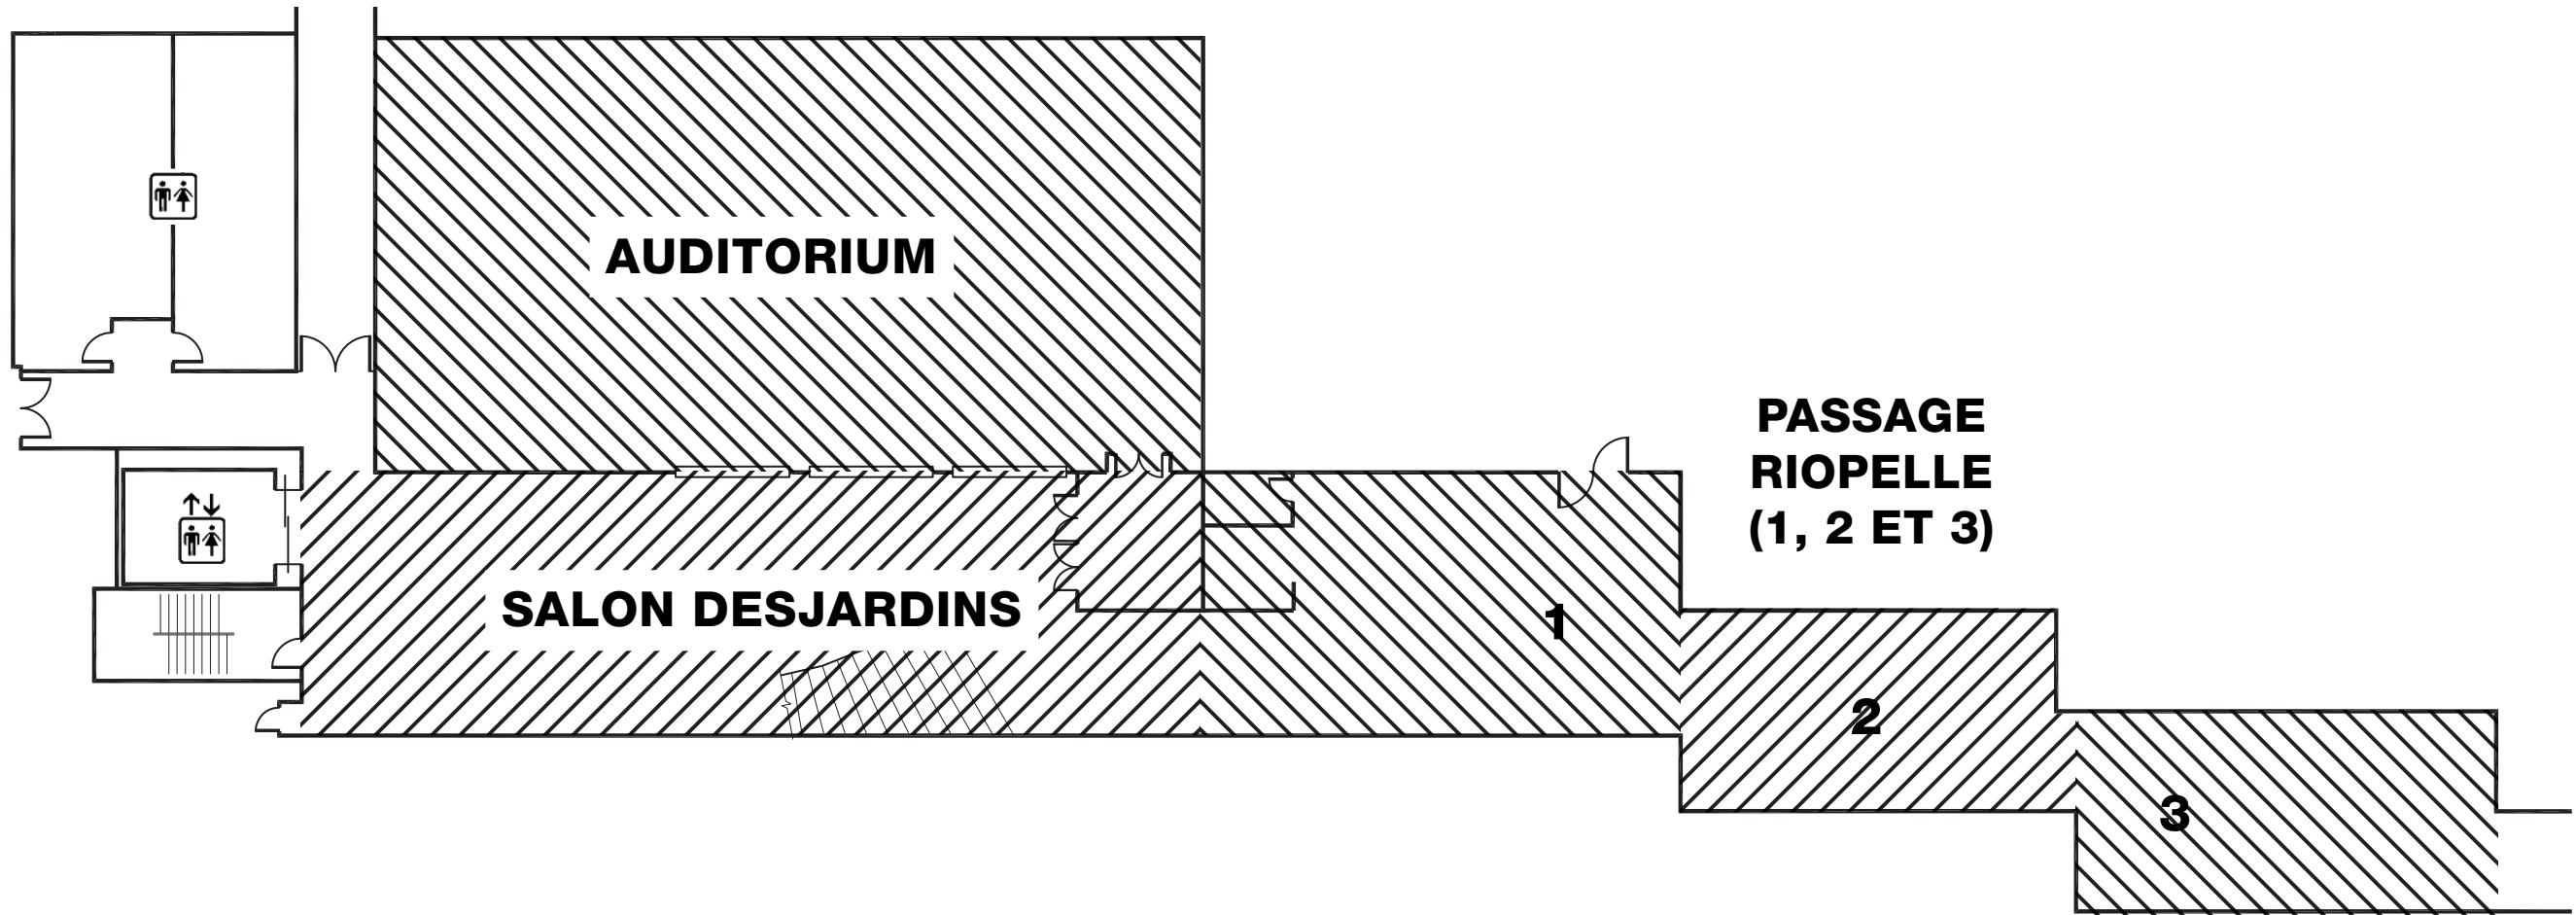 AUDITORIUM
PASSAGE
RIOPELLE
(1, 2 ET 3)
SALON DESJARDINS
1
2
3